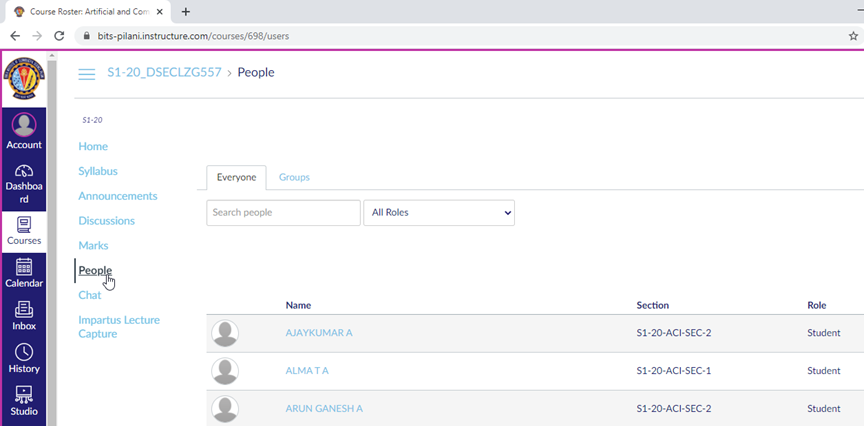 Course Roster: Artificial and Com
bits-pilani.instructure.com/courses/698/users
S1-20_DSECLZG557 › People
S1-20
Account
Dashboa
rd
Courses
Calendar
Inbox
History
Studio
Home
Syllabus
Announcements
Discussions
Marks
People
Chat
Impartus Lecture
Capture
Everyone Groups
Search people All Roles
Name Section Role
AJAYKUMAR A S1-20-ACI-SEC-2 Student
ALMA T A S1-20-ACI-SEC-1 Student
ARUN GANESH A S1-20-ACI-SEC-2 Student